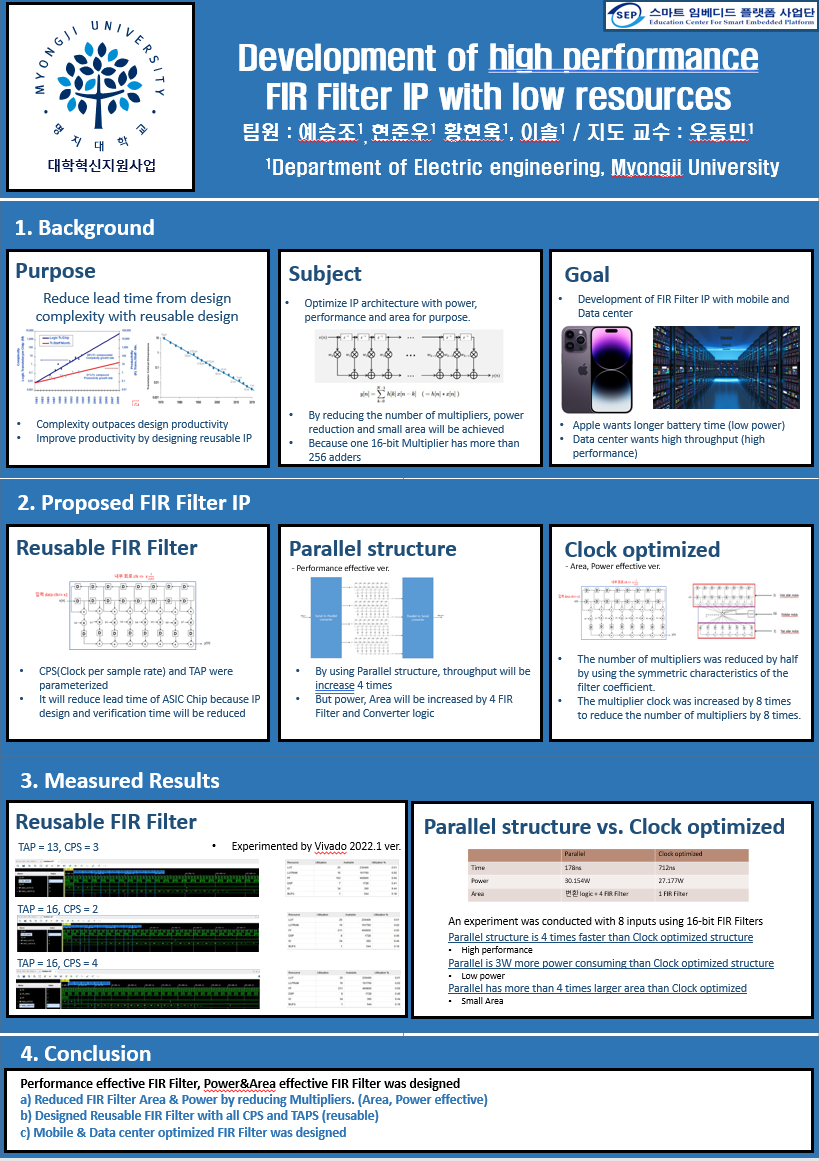 MYONGJI UNIVERSITY
명지대학교
대학혁신지원사업
SEP 스마트 임베디드 플랫폼 사업단
Education Center For Smart Embedded Platform
Development of high performance
FIR Filter IP with low resources
팀원 : 예승조1, 현준우1 황현욱1, 이솔1 / 지도 교수 : 우동민1
1Department of Electric engineering, Myongji University
1. Background
Purpose
Reduce lead time from design
complexity with reusable design
• Complexity outpaces design productivity
• Improve productivity by designing reusable IP
Subject
• Optimize IP architecture with power,
performance and area for purpose.
• By reducing the number of multipliers, power
reduction and small area will be achieved
• Because one 16-bit Multiplier has more than
256 adders
Goal
• Development of FIR Filter IP with mobile and
Data center
• Apple wants longer battery time (low power)
• Data center wants high throughput (high
performance)
2. Proposed FIR Filter IP
Reusable FIR Filter
• CPS(Clock per sample rate) and TAP were
parameterized
• It will reduce lead time of ASIC Chip because IP
design and verification time will be reduced
Parallel structure
- Performance effective ver.
• By using Parallel structure, throughput will be
increase 4 times
• But power, Area will be increased by 4 FIR
Filter and Converter logic
Clock optimized
- Area, Power effective ver.
• The number of multipliers was reduced by half
by using the symmetric characteristics of the
filter coefficient.
• The multiplier clock was increased by 8 times
to reduce the number of multipliers by 8 times.
3. Measured Results
Reusable FIR Filter
TAP = 13, CPS = 3
• Experimented by Vivado 2022.1 ver.
TAP = 16, CPS = 2
TAP = 16, CPS = 4
Parallel structure vs. Clock optimized
Parallel Clock optimized
Time 178ns 712ns
Power 30.154W 27.177W
Area 변환 logic + 4 FIR Filter 1 FIR Filter
An experiment was conducted with 8 inputs using 16-bit FIR Filters
Parallel structure is 4 times faster than Clock optimized structure
• High performance
Parallel is 3W more power consuming than Clock optimized structure
• Low power
Parallel has more than 4 times larger area than Clock optimized
• Small Area
4. Conclusion
Performance effective FIR Filter, Power&Area effective FIR Filter was designed
a) Reduced FIR Filter Area & Power by reducing Multipliers. (Area, Power effective)
b) Designed Reusable FIR Filter with all CPS and TAPS (reusable)
c) Mobile & Data center optimized FIR Filter was designed